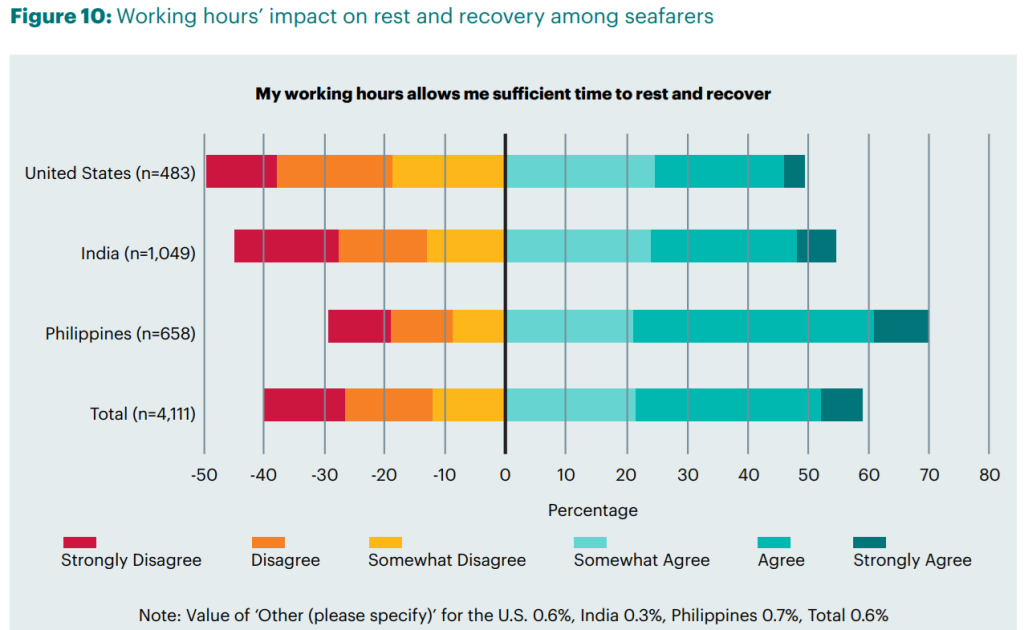 Figure 10: Working hours’ impact on rest and recovery among seafarers
My working hours allows me sufficient time to rest and recover
United States (n=483)
India (n=1,049)
Philippines (n=658)
Total (n=4,111)
-50 -40 -30 -20 -10 0 10 20 30 40 50 60 70 80
Percentage
Strongly Disagree Disagree Somewhat Disagree Somewhat Agree Agree Strongly Agree
Note: Value of ‘Other (please specify)’ for the U.S. 0.6%, India 0.3%, Philippines 0.7%, Total 0.6%